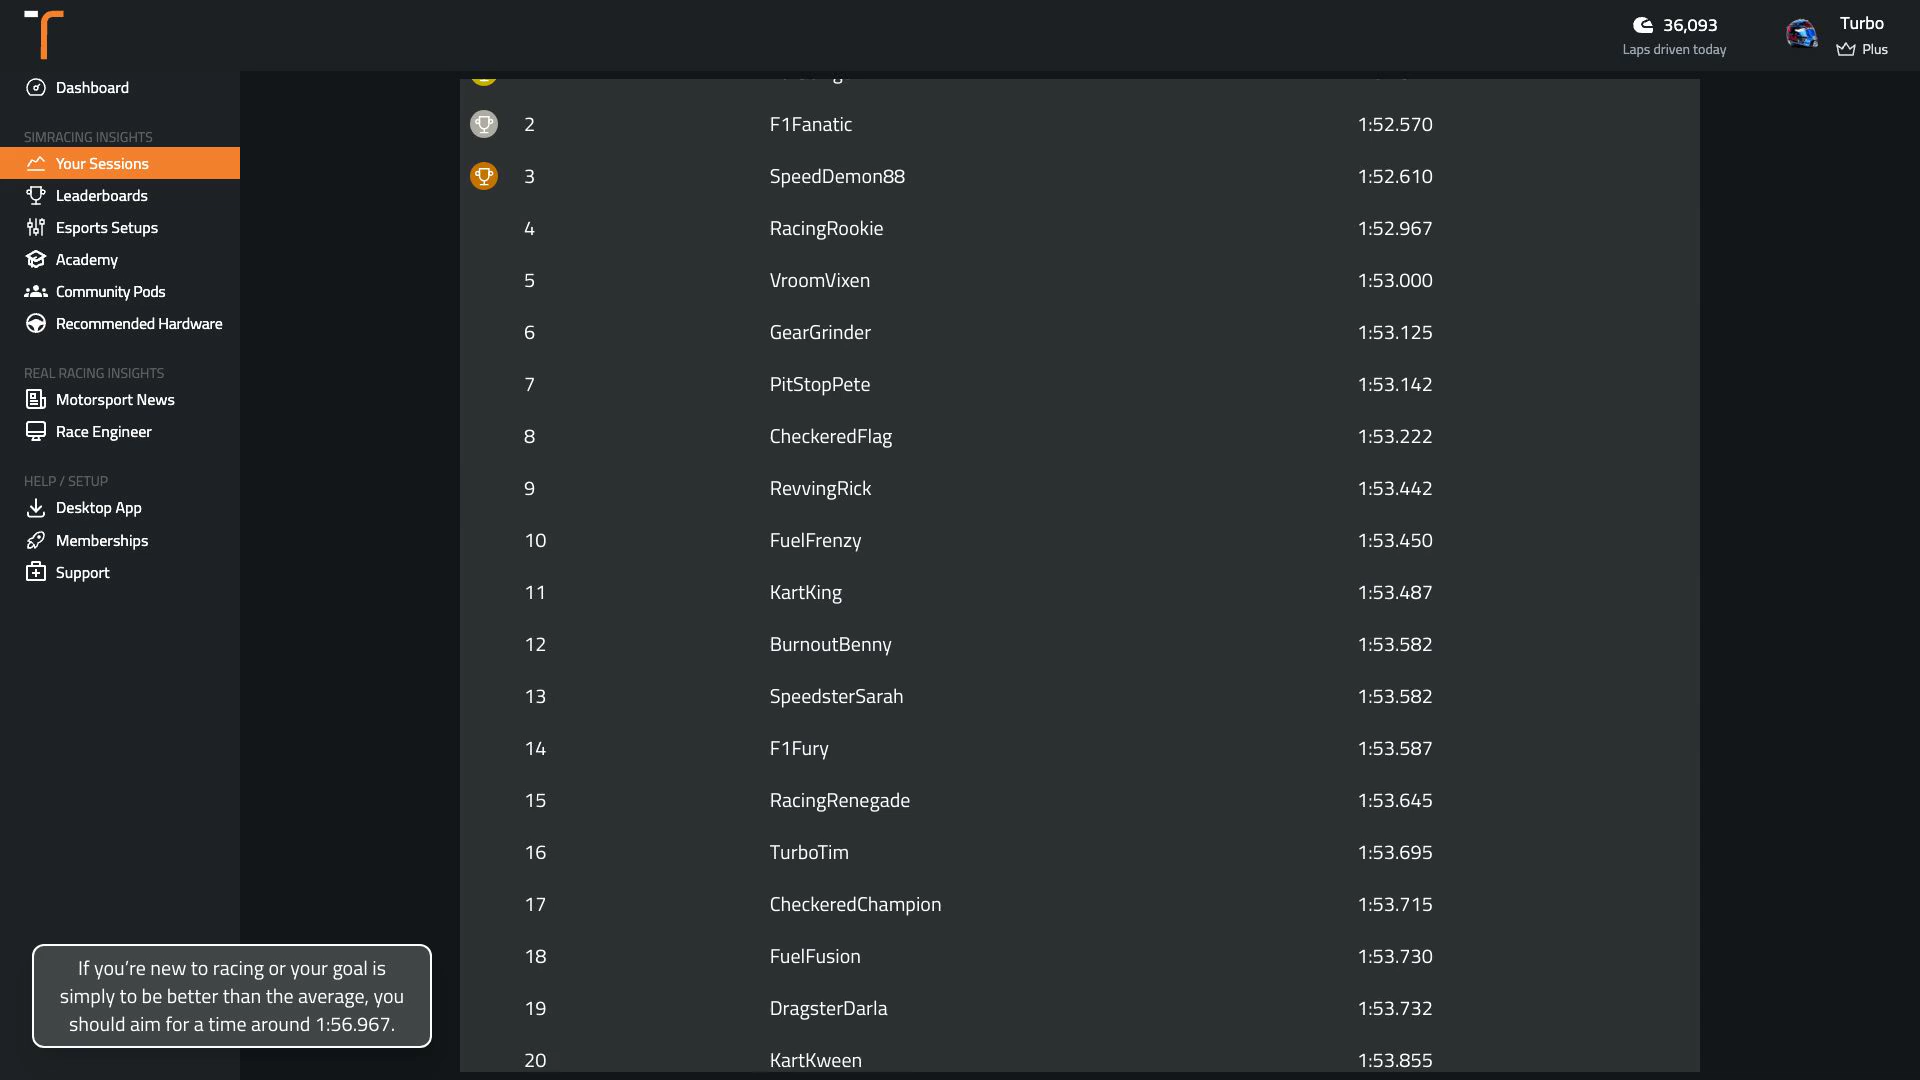 36,093
Laps driven today
Turbo
Plus
Dashboard
SIMRACING INSIGHTS
Your Sessions
Leaderboards
Esports Setups
Academy
Community Pods
Recommended Hardware
REAL RACING INSIGHTS
Motorsport News
Race Engineer
HELP / SETUP
Desktop App
Memberships
Support
2 F1Fanatic 1:52.570
3 SpeedDemon88 1:52.610
4 RacingRookie 1:52.967
5 VroomVixen 1:53.000
6 GearGrinder 1:53.125
7 PitStopPete 1:53.142
8 CheckeredFlag 1:53.222
9 RevvingRick 1:53.442
10 FuelFrenzy 1:53.450
11 KartKing 1:53.487
12 BurnoutBenny 1:53.582
13 SpeedsterSarah 1:53.582
14 F1Fury 1:53.587
15 RacingRenegade 1:53.645
16 TurboTim 1:53.695
17 CheckeredChampion 1:53.715
18 FuelFusion 1:53.730
19 DragsterDarla 1:53.732
20 KartKween 1:53.855
If you’re new to racing or your goal is
simply to be better than the average, you
should aim for a time around 1:56.967.